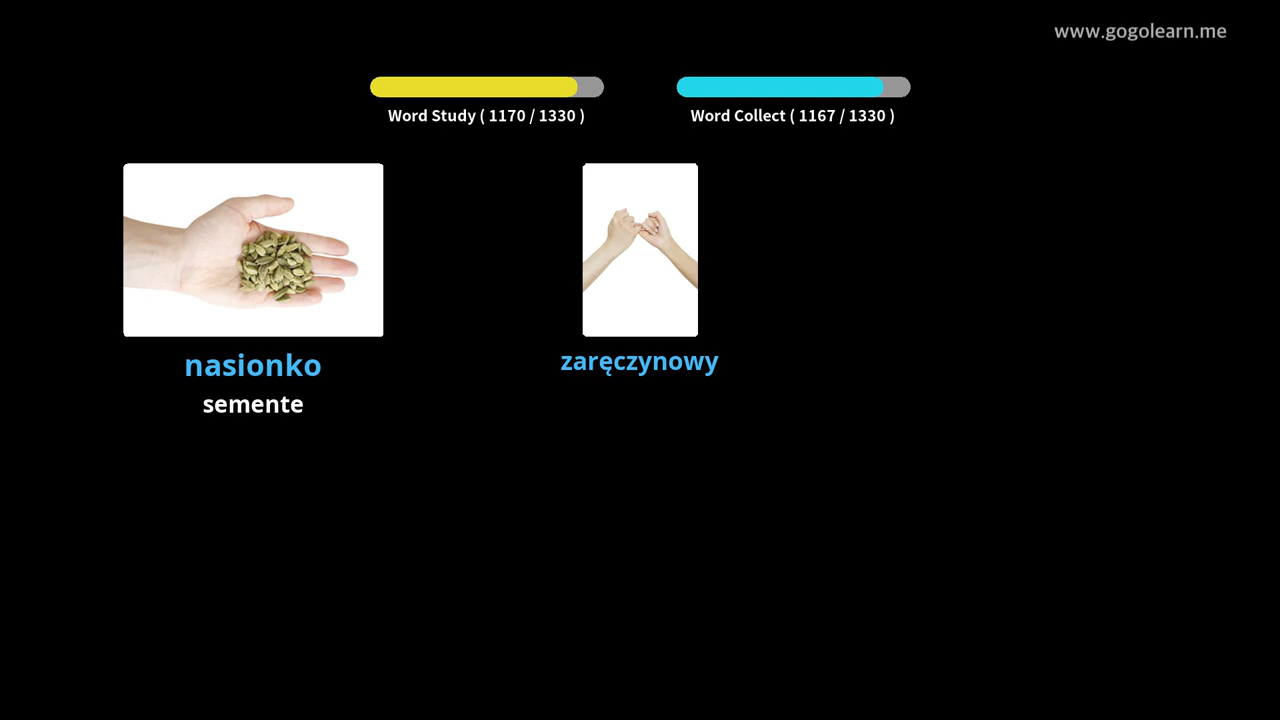 www.gogolearn.me
Word Study ( 1170 / 1330 )
Word Collect ( 1167 / 1330 )
nasionko
semente
zaręczynowy